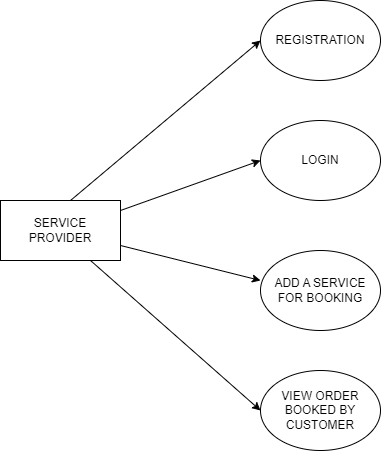 REGISTRATION
LOGIN
SERVICE
PROVIDER
ADD A SERVICE
FOR BOOKING
VIEW ORDER
BOOKED BY
CUSTOMER